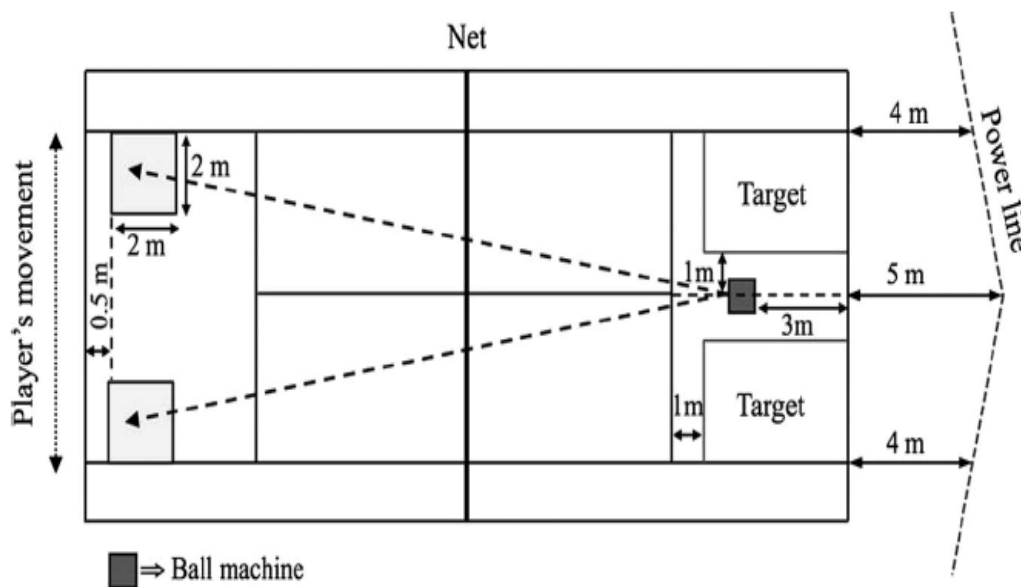 Net
Player's movement
2 m
2 m
0.5 m
Target
1m
3m
1m
Target
4 m
5 m
4 m
Power line
⇒ Ball machine